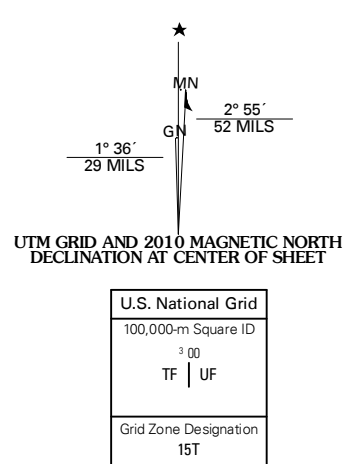 ★
MN
GN
2° 55´
52 MILS
1° 36´
29 MILS
UTM GRID AND 2010 MAGNETIC NORTH
DECLINATION AT CENTER OF SHEET
U.S. National Grid
100,000-m Square ID
³ 00
TF | UF
Grid Zone Designation
15T